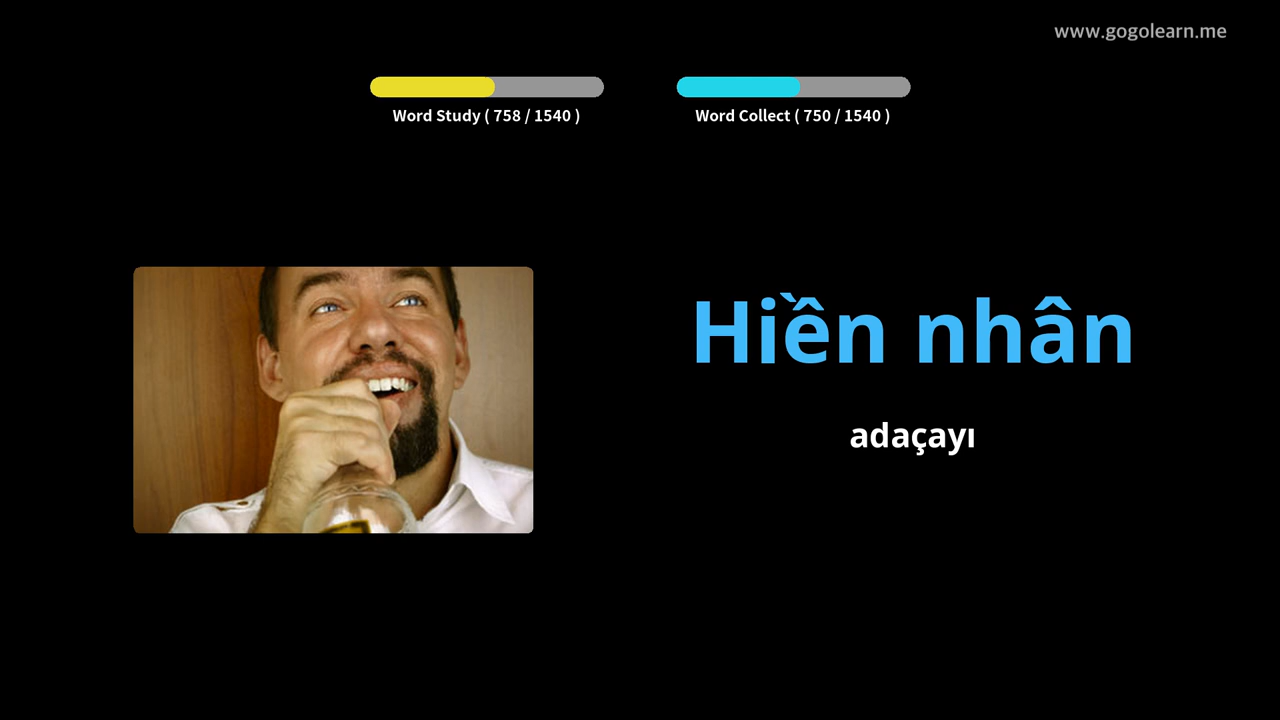 www.gogolearn.me
Word Study ( 758 / 1540 )
Word Collect ( 750 / 1540 )
Hiền nhân
adaçayı